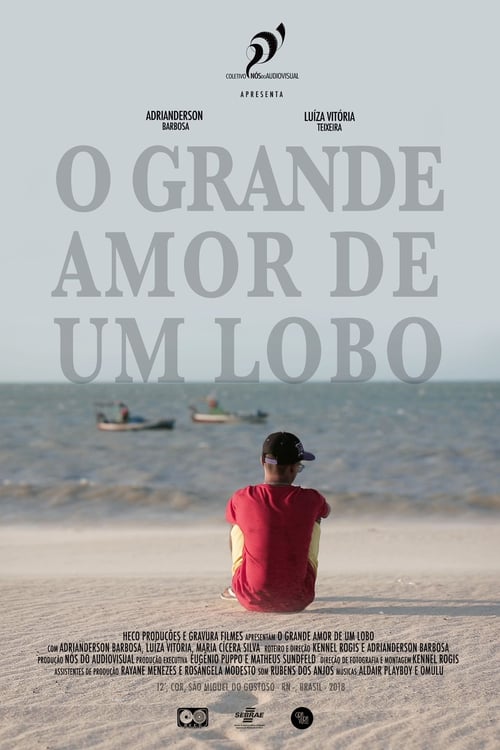 COLETIVO NÓS DO AUDIOVISUAL
APRESENTA
ADRIANDERSON
BARBOSA
LUÍZA VITÓRIA
TEIXEIRA
O GRANDE
AMOR DE
UM LOBO
HECO PRODUCÕES E GRAVURA FILMES APRESENTAM O GRANDE AMOR DE UM LOBO
COM ADRIANDERSON BARBOSA, LUIZA VITÓRIA, MARIA CÍCERA SILVA ROTEIRO E DIREÇÃO KENNEL ROGIS E ADRIANDERSON BARBOSA
PRODUÇÃO NÓS DO AUDIOVISUAL PRODUÇÃO EXECUTIVA EUGÊNIO PUPPO E MATHEUS SUNDFELD DIREÇÃO DE FOTOGRAFIA E MONTAGEM KENNEL ROGIS
ASSISTENTES DE PRODUÇÃO RAYANE MENEZES E ROSÂNGELA MODESTO SOM RUBENS DOS ANJOS MÚSICAS ALDAIR PLAYBOY E OMULU
12', COR, SÃO MIGUEL DO GOSTOSO - RN -, BRASIL - 2018
SEBRAE